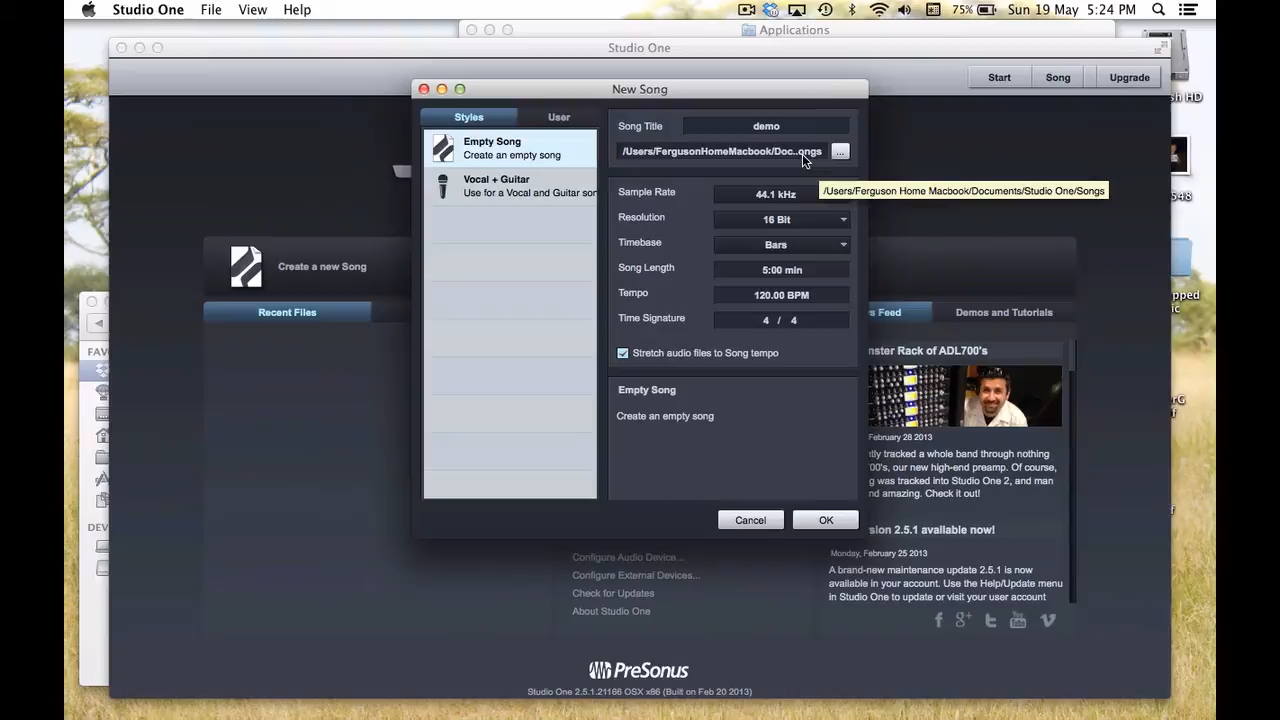 Studio One File View Help
75% Sun 19 May 5:24 PM
Applications
Studio One
Start Song Upgrade
New Song
Styles User
Empty Song
Create an empty song
Vocal + Guitar
Use for a Vocal and Guitar son
Song Title demo
/Users/FergusonHomeMacbook/Doc..ongs ...
/Users/Ferguson Home Macbook/Documents/Studio One/Songs
Sample Rate 44.1 kHz
Resolution 16 Bit
Timebase Bars
Song Length 5:00 min
Tempo 120.00 BPM
Time Signature 4 / 4
Stretch audio files to Song tempo
Empty Song
Create an empty song
Cancel OK
Create a new Song
Recent Files
s Feed Demos and Tutorials
nster Rack of ADL700's
February 28 2013
ntly tracked a whole band through nothing
700's, our new high-end preamp. Of course,
g was tracked into Studio One 2, and man
nd amazing. Check it out!
rsion 2.5.1 available now!
Monday, February 25 2013
A brand-new maintenance update 2.5.1 is now
available in your account. Use the Help/Update menu
in Studio One to update or visit your user account
Configure Audio Device...
Configure External Devices...
Check for Updates
About Studio One
PreSonus
Studio One 2.5.1.21166 OSX x86 (Built on Feb 20 2013)
FAV
DEV
sh HD
548
pped
ic
erG
f